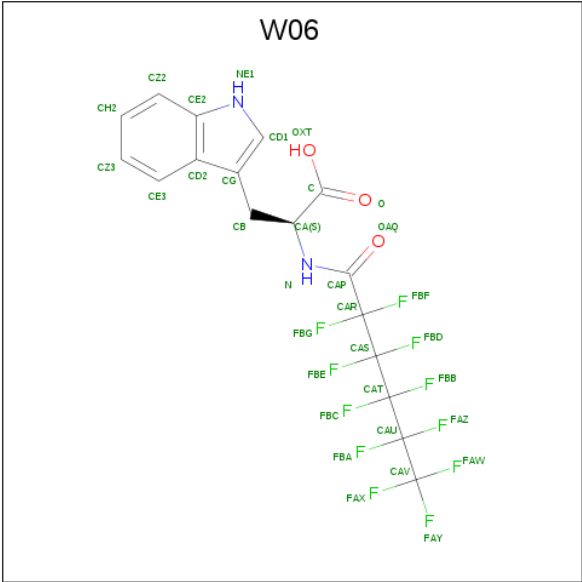 W06
CZ2
NE1
H
N
CH2
CE2
CD1
OXT
HO
CZ3
CD2
CG
C
O
O
CE3
CB
CA(S)
OAQ
O
N
H
N
CAP
CAR
F
FBF
FBG
F
CAS
F
FBD
FBE
F
CAT
F
FBB
FBC
F
CAU
F
FAZ
FBA
F
CAV
F
FAW
FAX
F
F
FAY